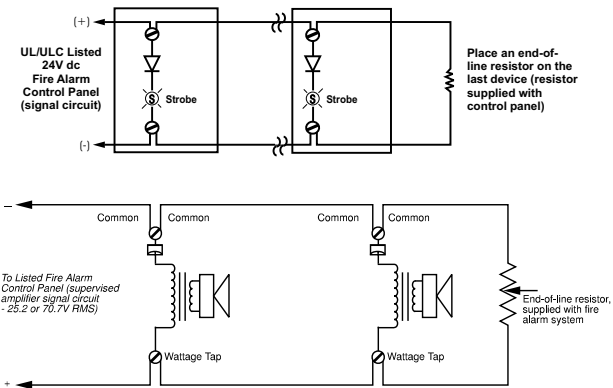 (+)
UL/ULC Listed
24V dc
Fire Alarm
Control Panel
(signal circuit)
S Strobe
S Strobe
Place an end-of-
line resistor on the
last device (resistor
supplied with
control panel)
(-)
–
Common Common
Common Common
To Listed Fire Alarm
Control Panel (supervised
amplifier signal circuit
- 25.2 or 70.7V RMS)
End-of-line resistor,
supplied with fire
alarm system
Wattage Tap
Wattage Tap
+